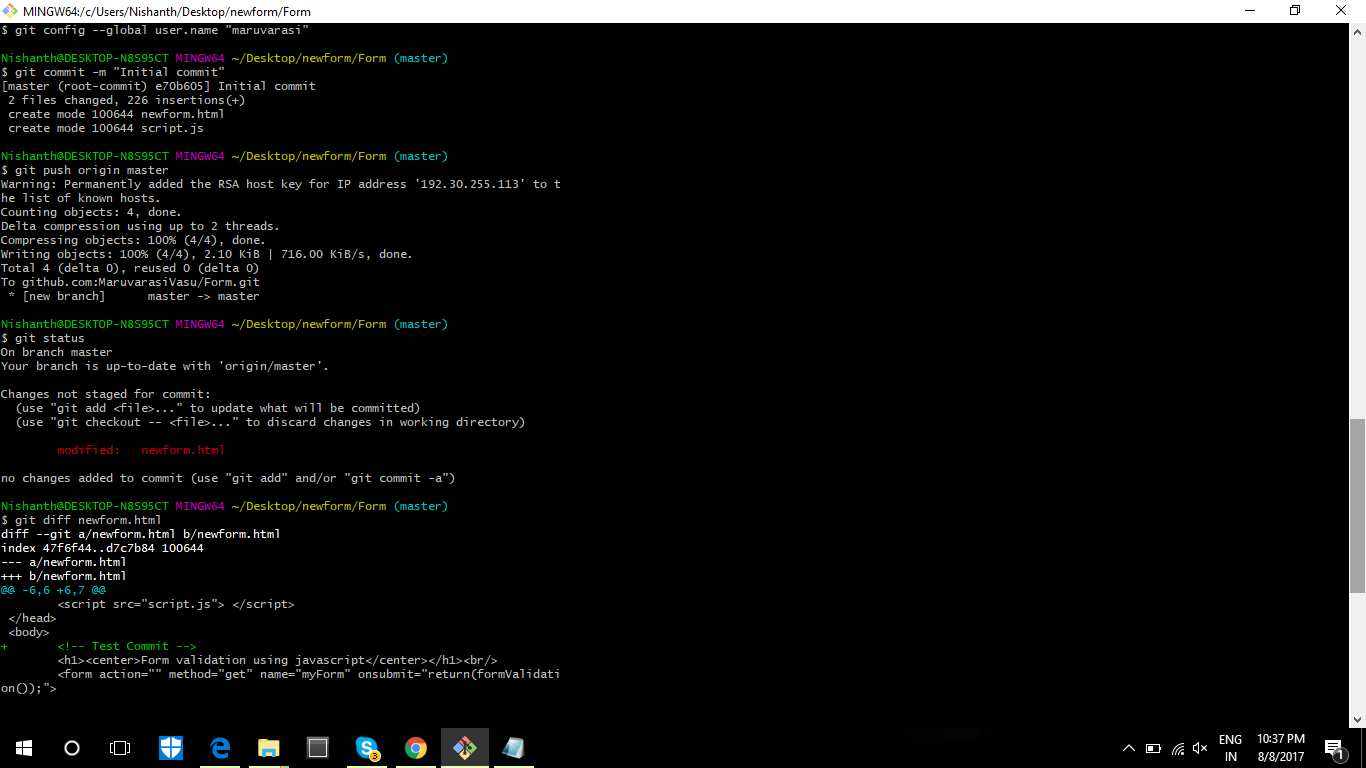 MINGW64:/c/Users/Nishanth/Desktop/newform/Form
$ git config --global user.name "maruvarasi"
Nishanth@DESKTOP-N8S95CT MINGW64 ~/Desktop/newform/Form (master)
$ git commit -m "Initial commit"
[master (root-commit) e70b605] Initial commit
 2 files changed, 226 insertions(+)
 create mode 100644 newform.html
 create mode 100644 script.js
Nishanth@DESKTOP-N8S95CT MINGW64 ~/Desktop/newform/Form (master)
$ git push origin master
Warning: Permanently added the RSA host key for IP address '192.30.255.113' to t
he list of known hosts.
Counting objects: 4, done.
Delta compression using up to 2 threads.
Compressing objects: 100% (4/4), done.
Writing objects: 100% (4/4), 2.10 KiB | 716.00 KiB/s, done.
Total 4 (delta 0), reused 0 (delta 0)
To github.com:MaruvarasiVasu/Form.git
 * [new branch]      master -> master
Nishanth@DESKTOP-N8S95CT MINGW64 ~/Desktop/newform/Form (master)
$ git status
On branch master
Your branch is up-to-date with 'origin/master'.
Changes not staged for commit:
  (use "git add <file>..." to update what will be committed)
  (use "git checkout -- <file>..." to discard changes in working directory)
        modified:   newform.html
no changes added to commit (use "git add" and/or "git commit -a")
Nishanth@DESKTOP-N8S95CT MINGW64 ~/Desktop/newform/Form (master)
$ git diff newform.html
diff --git a/newform.html b/newform.html
index 47f6f44..d7c7b84 100644
--- a/newform.html
+++ b/newform.html
@@ -6,6 +6,7 @@
        <script src="script.js"> </script>
 </head>
 <body>
+       <!-- Test Commit -->
        <h1><center>Form validation using javascript</center></h1><br/>
        <form action="" method="get" name="myForm" onsubmit="return(formValidati
on());">
3
ENG
IN
10:37 PM
8/8/2017
1